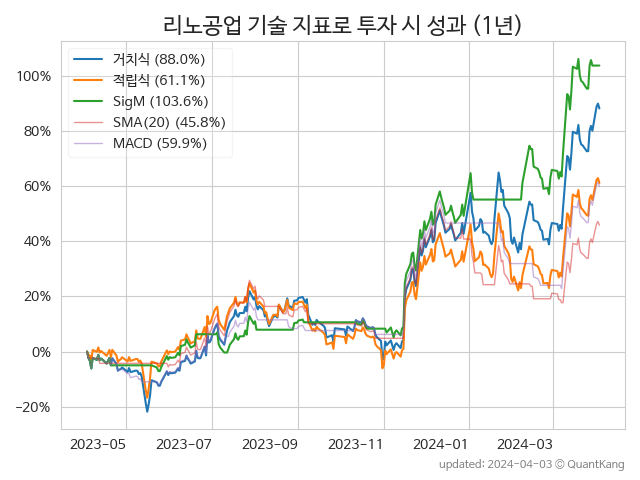 리노공업 기술 지표로 투자 시 성과 (1년)
거치식 (88.0%)
적립식 (61.1%)
SigM (103.6%)
SMA(20) (45.8%)
MACD (59.9%)
100%
80%
60%
40%
20%
0%
−20%
2023-05 2023-07 2023-09 2023-11 2024-01 2024-03
updated: 2024-04-03 © QuantKang